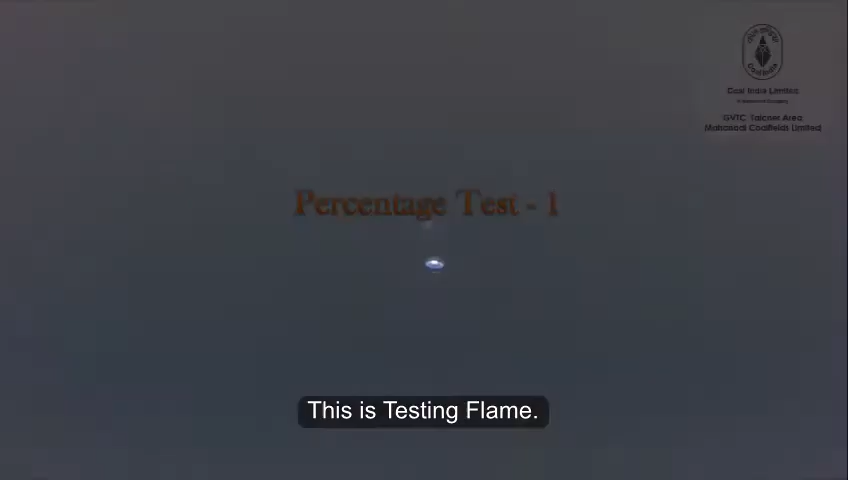 Coal India Limited
GVTC, Talcher Area
Mahanadi Coalfields Limited
Percentage Test - 1
This is Testing Flame.